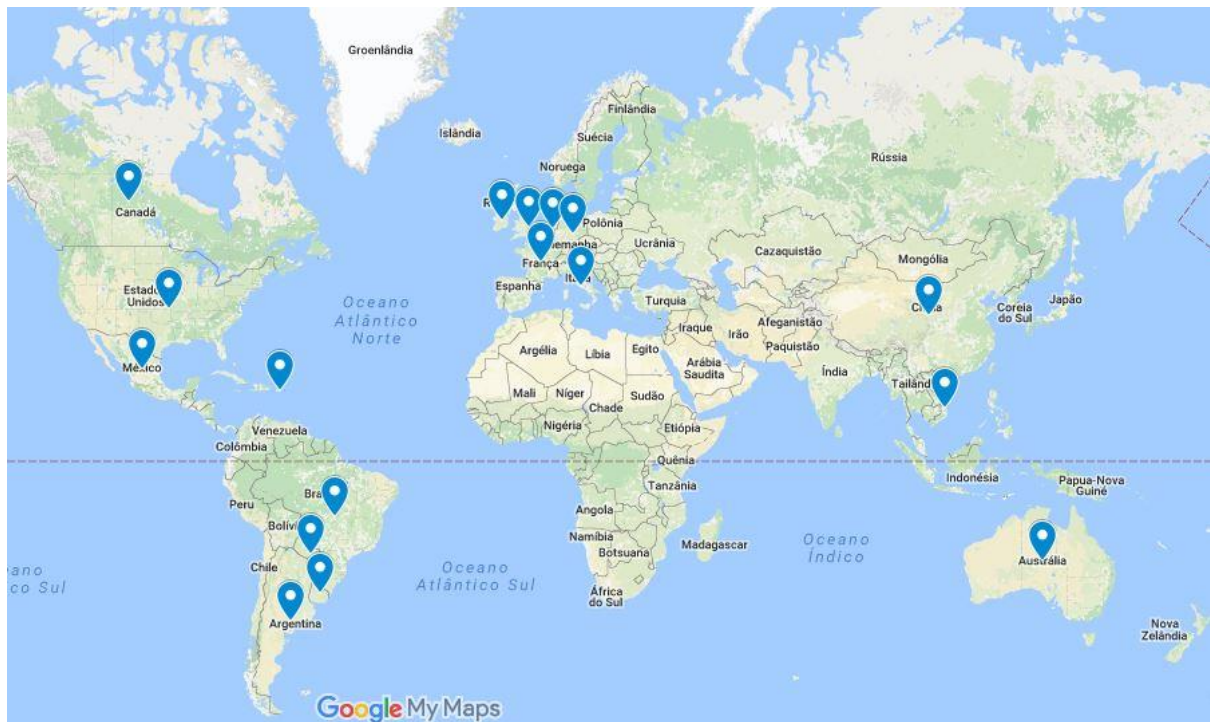 Groenlândia
Islândia
Finlândia
Suécia
Noruega
Rússia
Canadá
Polônia
Ucrânia
Cazaquistão
Mongólia
França
Espanha
Turquia
Coreia
do Sul
Japão
Estado
Unidos
Oceano
Atlântico
Norte
México
Iraque
Irão
Afeganistão
Paquistão
Argélia
Líbia
Egito
Arábia
Saudita
Índia
Mali
Níger
Sudão
Chade
Nigéria
Etiópia
Venezuela
Colômbia
Quênia
Tanzânia
Indonésia
Papua-Nova
Guiné
Peru
Angola
Namíbia
Botsuana
Madagascar
Oceano
Índico
Chile
Oceano
Atlântico Sul
África
do Sul
Austrália
Argentina
Nova
Zelândia
Google My Maps